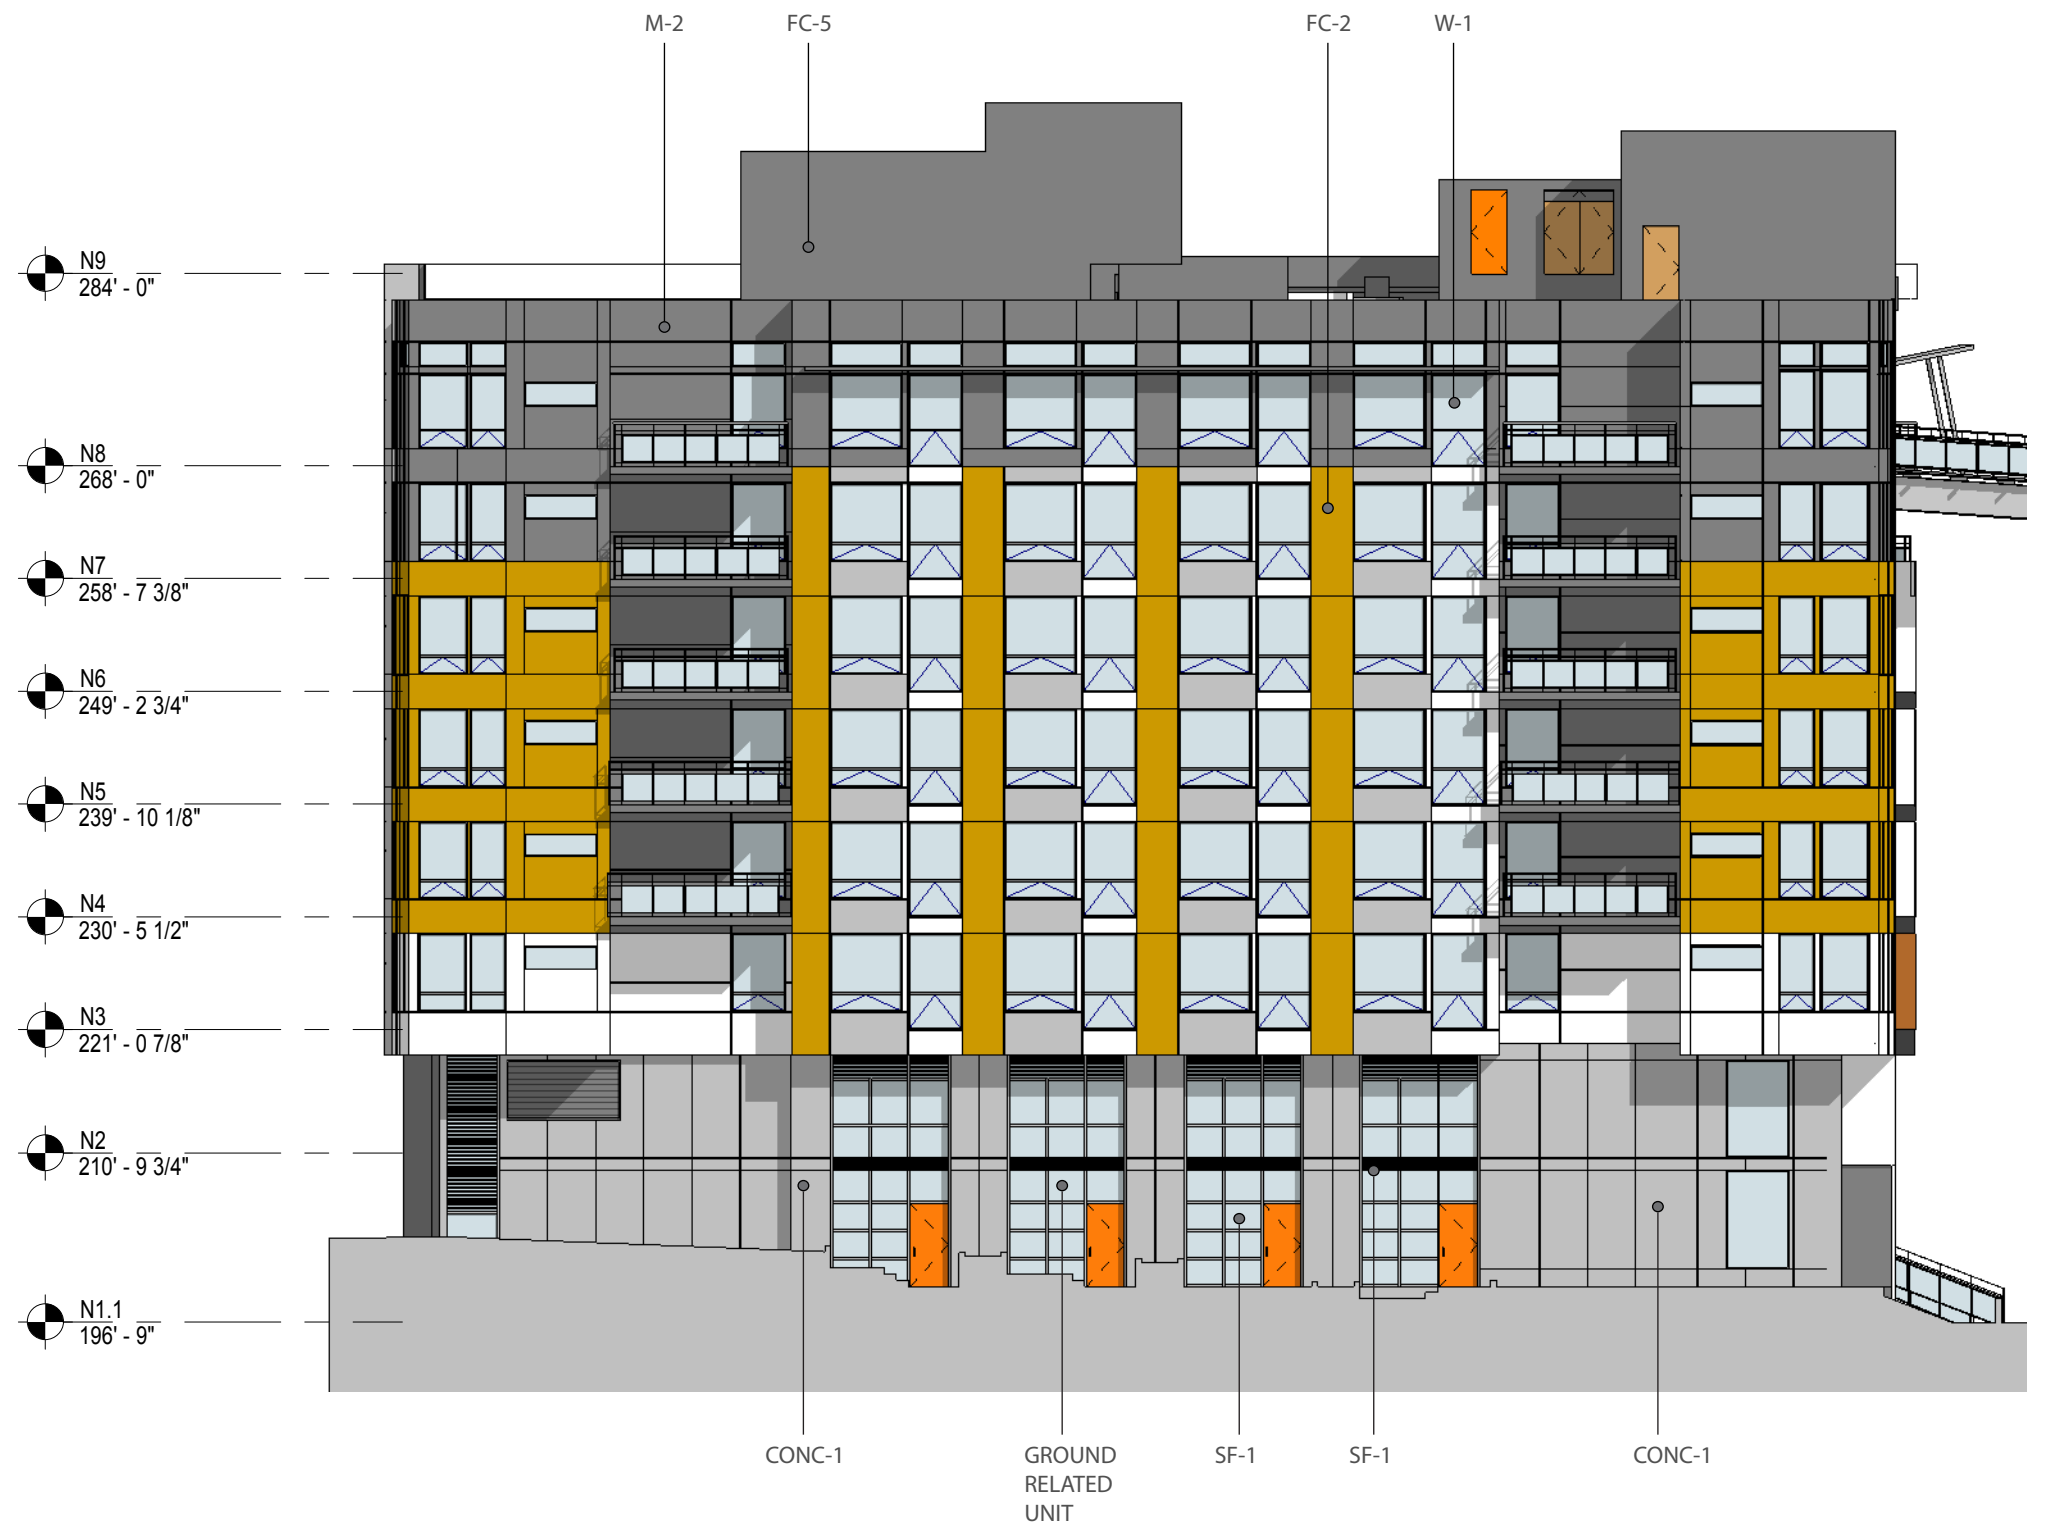 M-2
FC-5
FC-2
W-1
N9
284' - 0"
N8
268' - 0"
N7
258' - 7 3/8"
N6
249' - 2 3/4"
N5
239' - 10 1/8"
N4
230' - 5 1/2"
N3
221' - 0 7/8"
N2
210' - 9 3/4"
N1.1
196' - 9"
CONC-1
GROUND
RELATED
UNIT
SF-1
SF-1
CONC-1